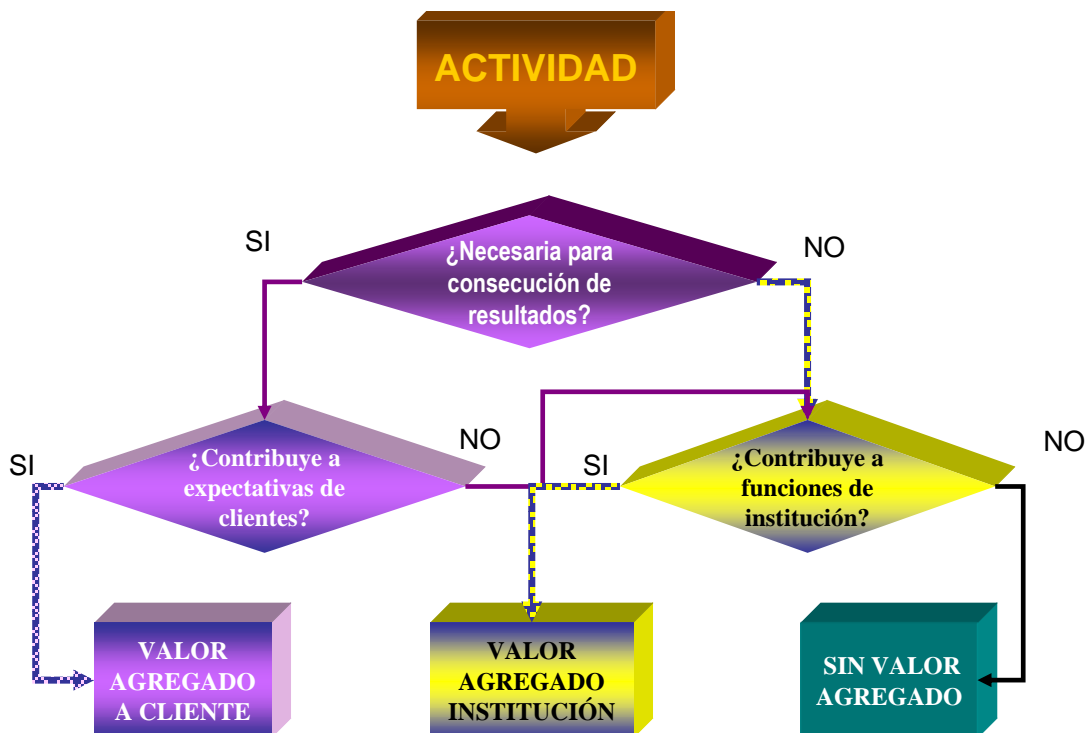 ACTIVIDAD
SI
NO
¿Necesaria para
consecución de
resultados?
SI
¿Contribuye a
expectativas de
clientes?
NO
SI
¿Contribuye a
funciones de
institución?
NO
VALOR
AGREGADO
A CLIENTE
VALOR
AGREGADO
INSTITUCIÓN
SIN VALOR
AGREGADO